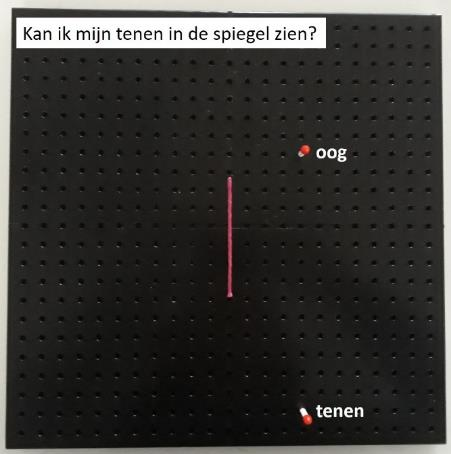 Kan ik mijn tenen in de spiegel zien?
oog
tenen